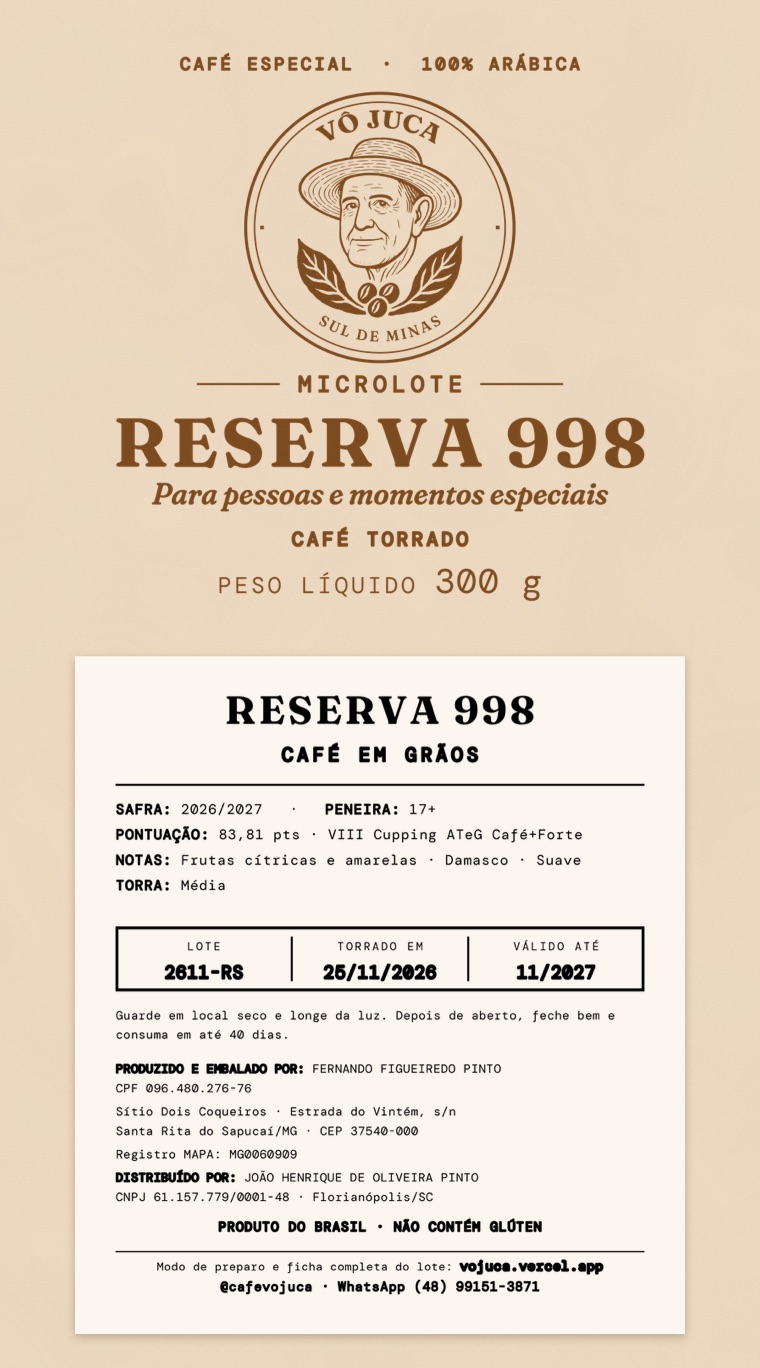 CAFÉ ESPECIAL · 100% ARÁBICA
VÔ JUCA
SUL DE MINAS
MICROLOTE
RESERVA 998
Para pessoas e momentos especiais
CAFÉ TORRADO
PESO LÍQUIDO 300 g
RESERVA 998
CAFÉ EM GRÃOS
SAFRA: 2026/2027 · PENEIRA: 17+
PONTUAÇÃO: 83,81 pts · VIII Cupping ATeG Café+Forte
NOTAS: Frutas cítricas e amarelas · Damasco · Suave
TORRA: Média
LOTE TORRADO EM VÁLIDO ATÉ
2611-RS 25/11/2026 11/2027
Guarde em local seco e longe da luz. Depois de aberto, feche bem e
consuma em até 40 dias.
PRODUZIDO E EMBALADO POR: FERNANDO FIGUEIREDO PINTO
CPF 096.480.276-76
Sítio Dois Coqueiros · Estrada do Vintém, s/n
Santa Rita do Sapucaí/MG · CEP 37540-000
Registro MAPA: MG0060909
DISTRIBUÍDO POR: JOÃO HENRIQUE DE OLIVEIRA PINTO
CNPJ 61.157.779/0001-48 · Florianópolis/SC
PRODUTO DO BRASIL · NÃO CONTÉM GLÚTEN
Modo de preparo e ficha completa do lote: vojuca.vercel.app
@cafevojuca · WhatsApp (48) 99151-3871